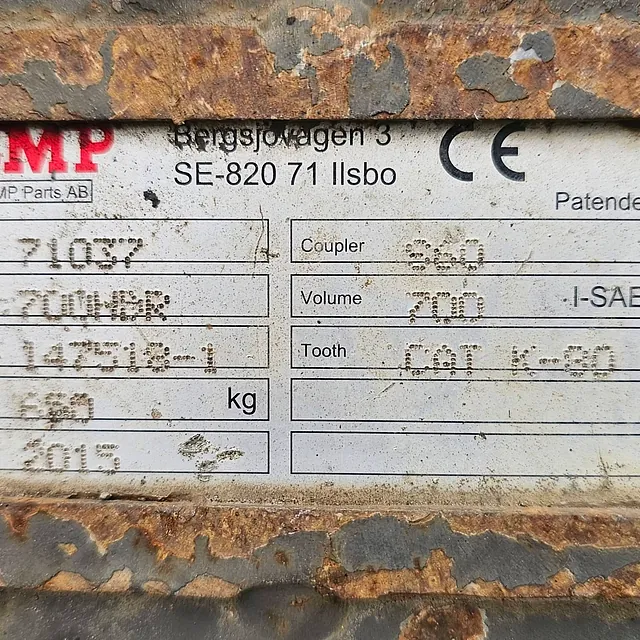 MP Bergsjövägen 3 CE
SE-820 71 Ilsbo
MP Parts AB
Patende
71037 Coupler S60
700HBR Volume 700 I-SAE
147518-1 Tooth CAT K-80
680 kg
2015